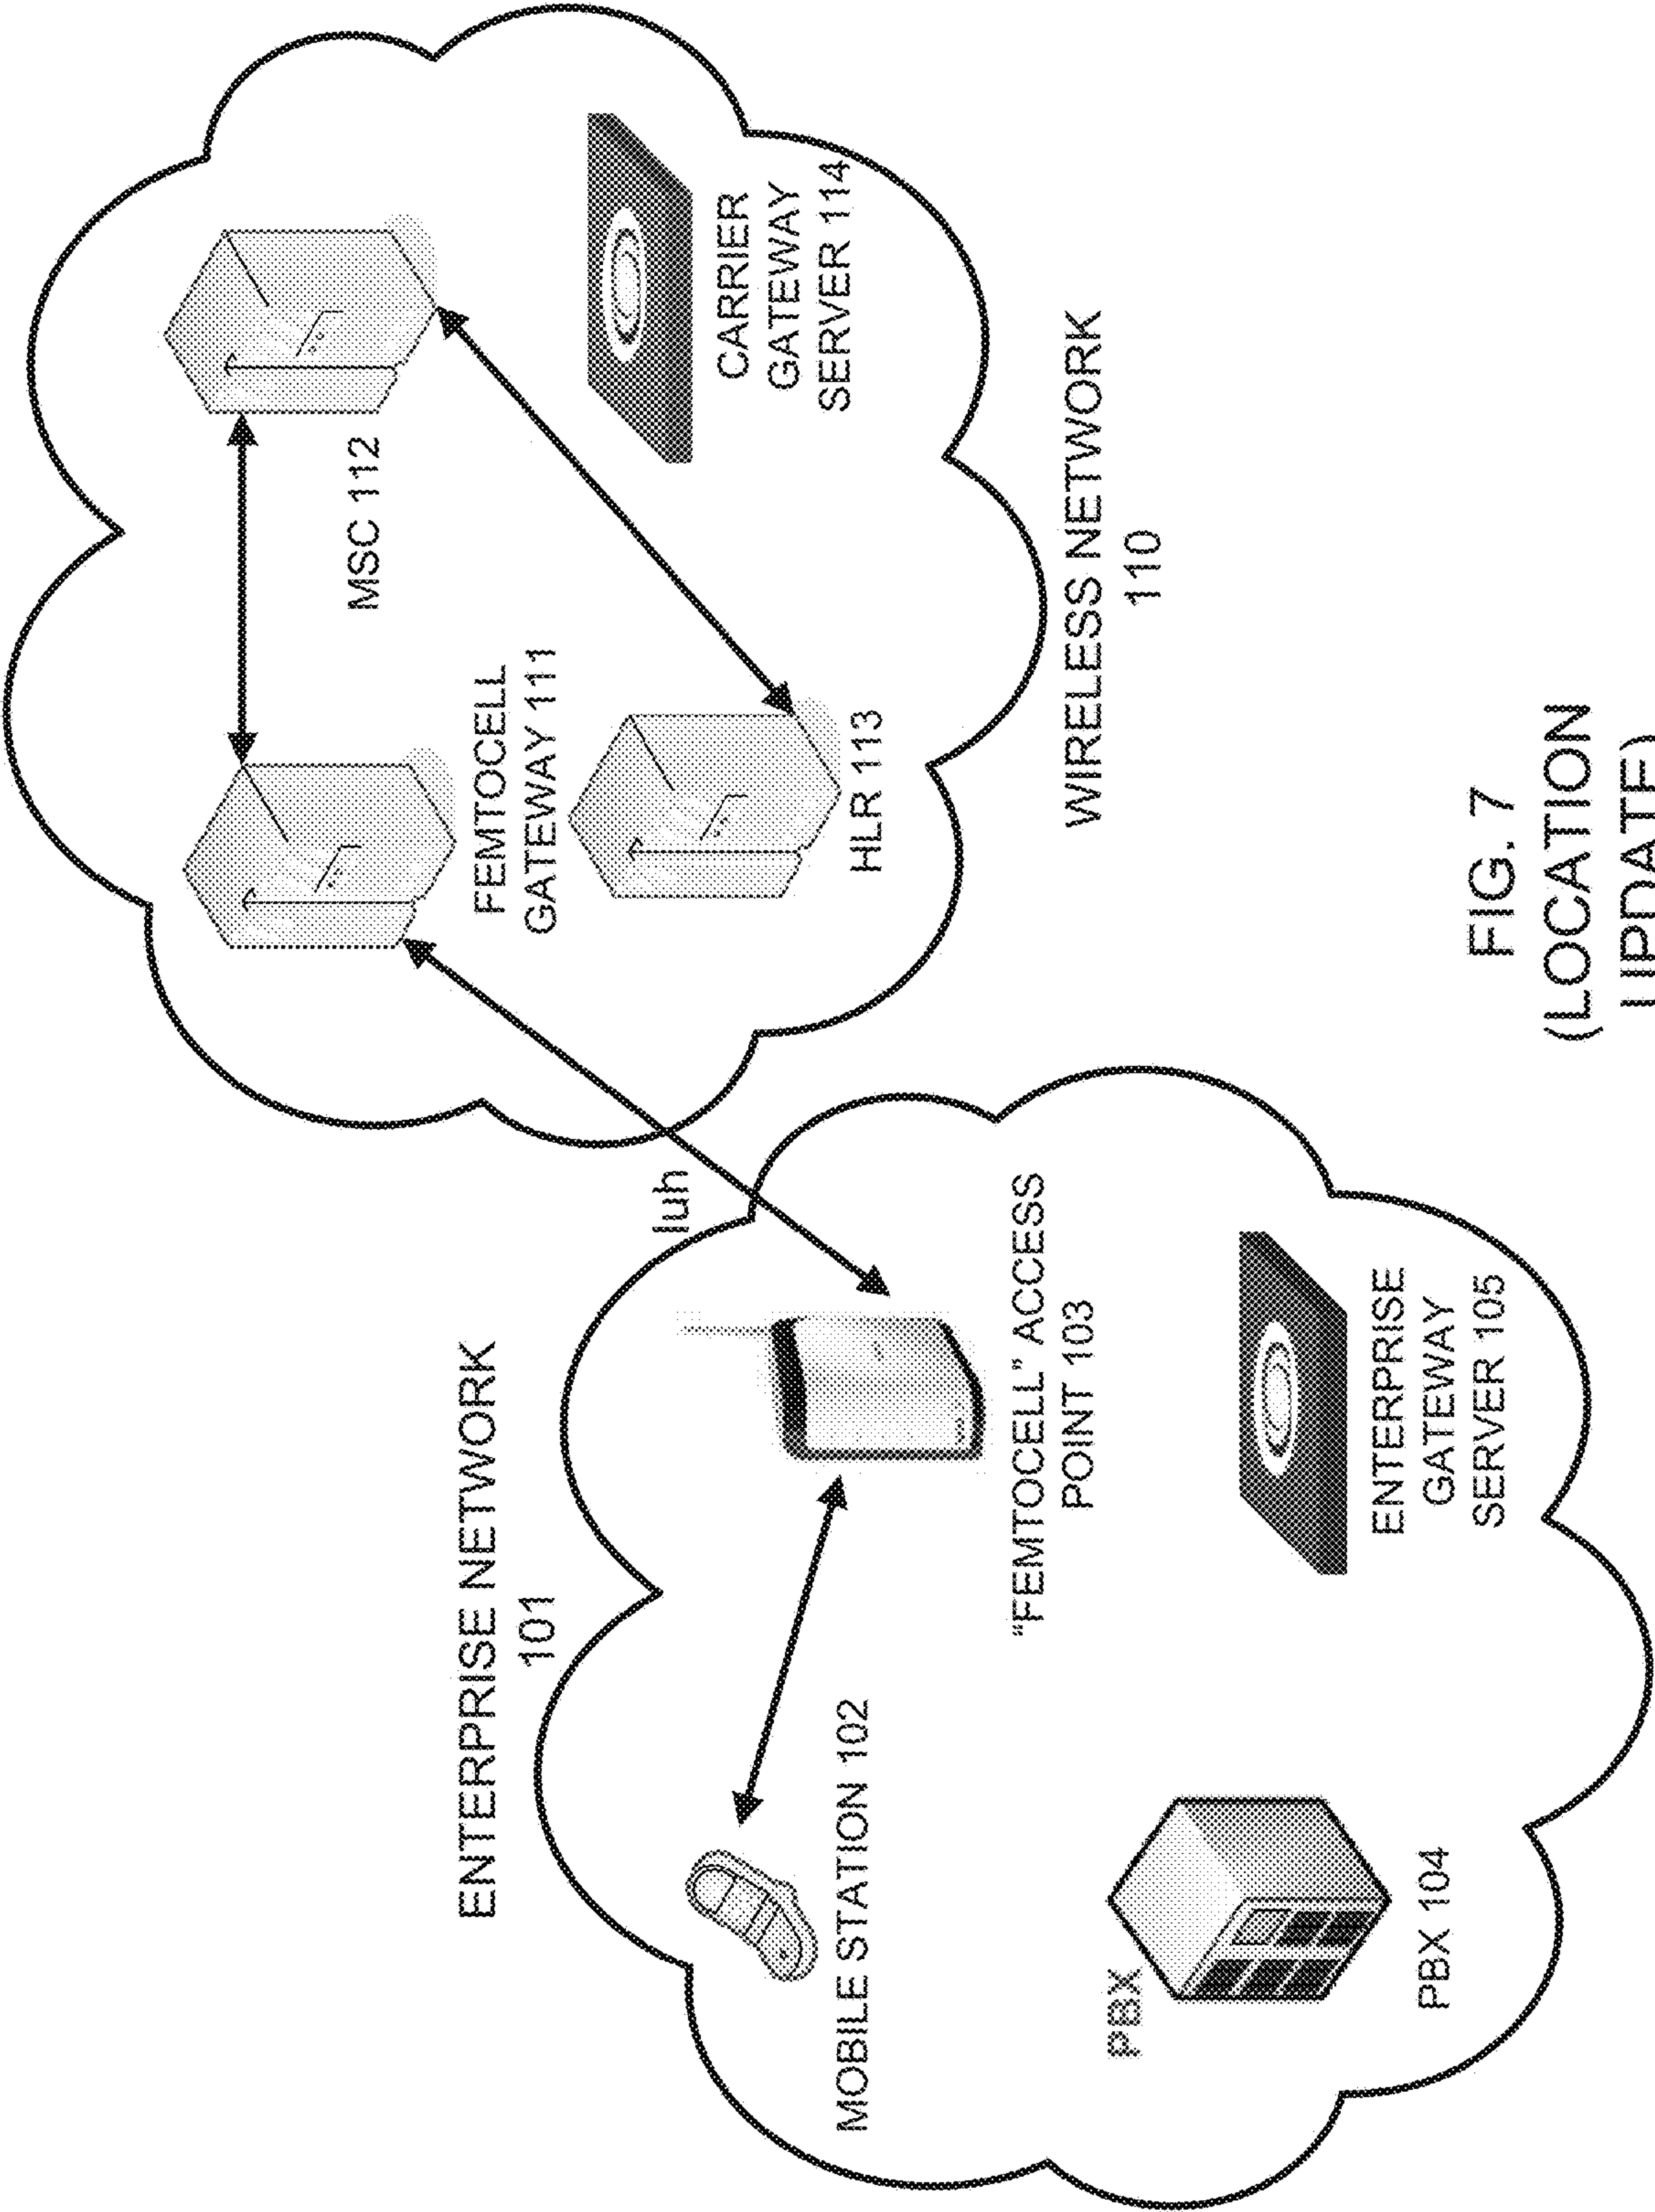 ENTERPRISE NETWORK
101
MOBILE STATION 102
"FEMTOCELL" ACCESS
POINT 103
PBX
PBX 104
ENTERPRISE
GATEWAY
SERVER 105
Iuh
FEMTOCELL
GATEWAY 111
MSC 112
HLR 113
CARRIER
GATEWAY
SERVER 114
WIRELESS NETWORK
110
FIG. 7
(LOCATION
UPDATE)